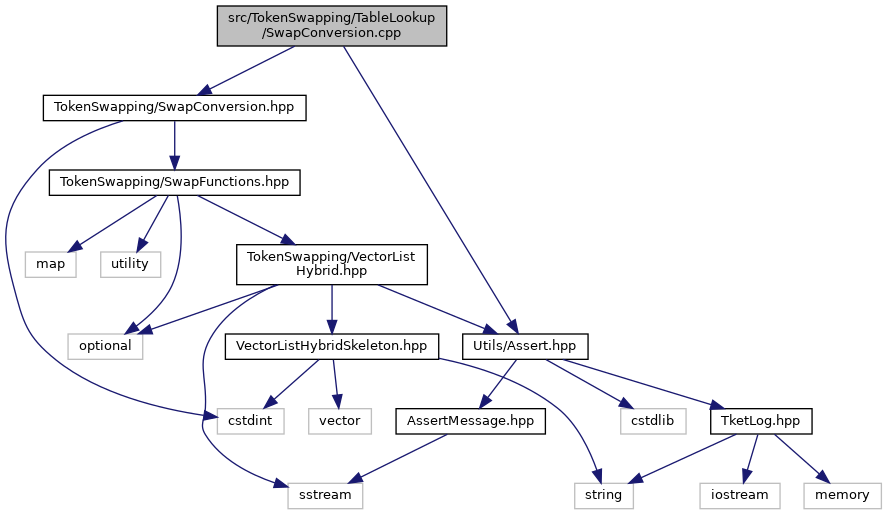 src/TokenSwapping/TableLookup
/SwapConversion.cpp
TokenSwapping/SwapConversion.hpp
TokenSwapping/SwapFunctions.hpp
map
utility
TokenSwapping/VectorList
Hybrid.hpp
optional
VectorListHybridSkeleton.hpp
Utils/Assert.hpp
cstdint
vector
AssertMessage.hpp
cstdlib
TketLog.hpp
sstream
string
iostream
memory